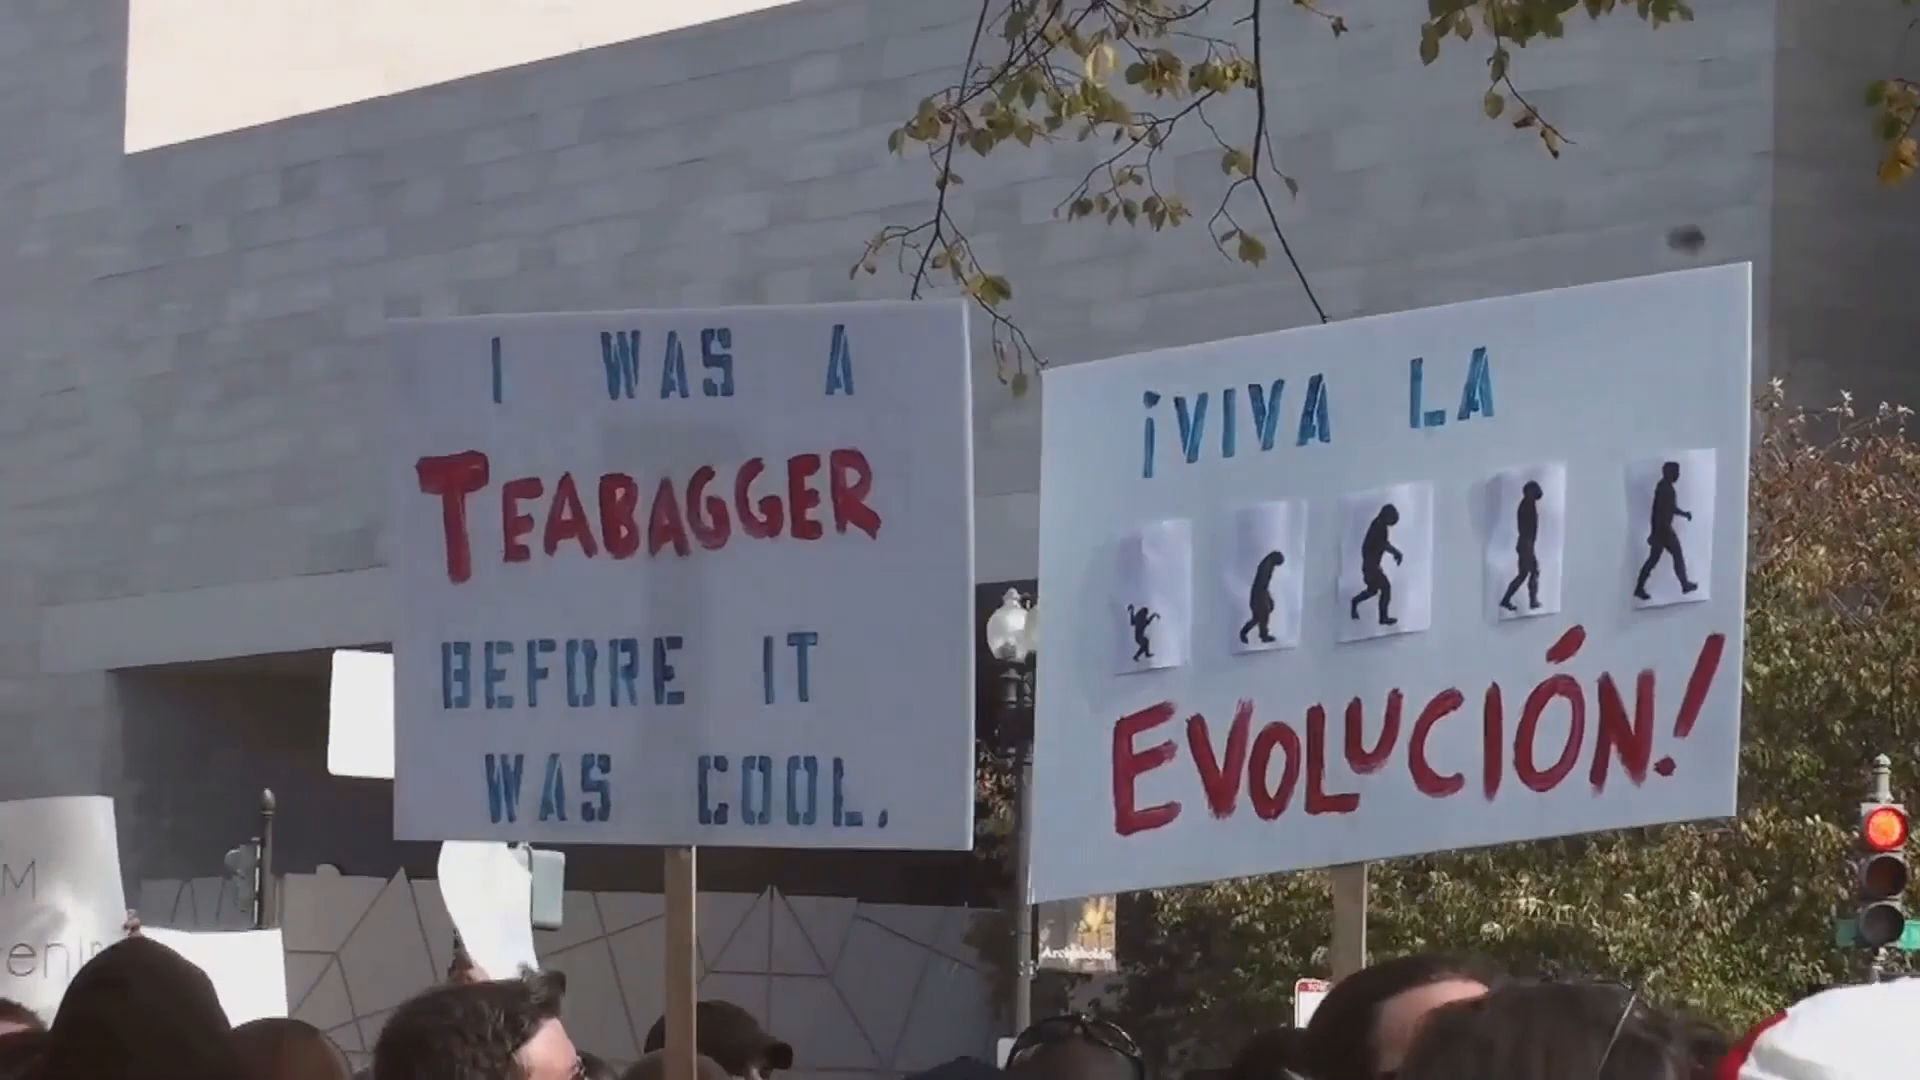 I WAS A
TEABAGGER
BEFORE IT
WAS COOL.
¡VIVA LA
EVOLUCIÓN!